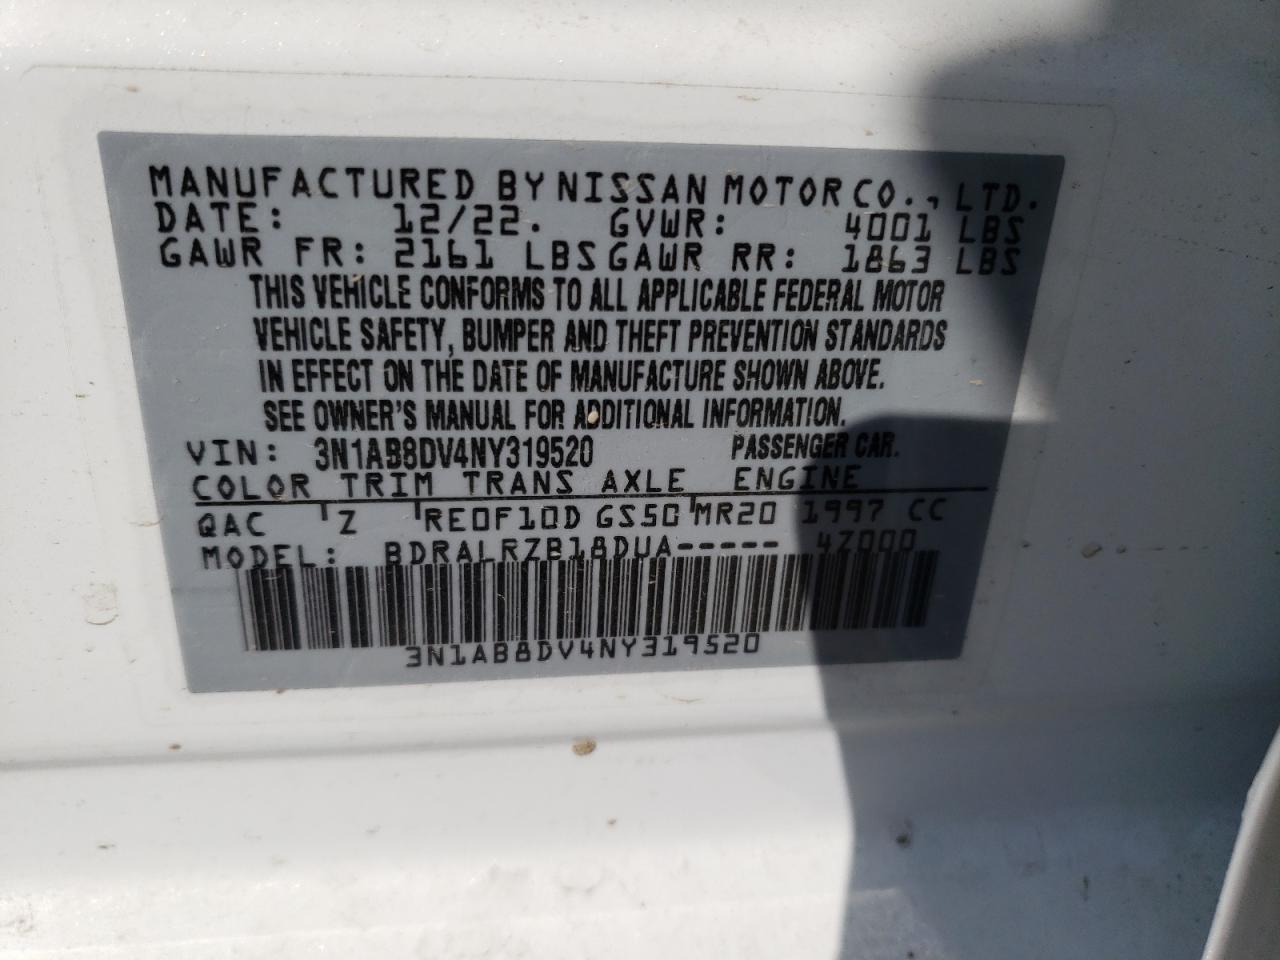 MANUFACTURED BY NISSAN MOTOR CO., LTD.
DATE: 12/22. GVWR: 4001 LBS
GAWR FR: 2161 LBS GAWR RR: 1863 LBS
THIS VEHICLE CONFORMS TO ALL APPLICABLE FEDERAL MOTOR
VEHICLE SAFETY, BUMPER AND THEFT PREVENTION STANDARDS
IN EFFECT ON THE DATE OF MANUFACTURE SHOWN ABOVE.
SEE OWNER'S MANUAL FOR ADDITIONAL INFORMATION.
VIN: 3N1AB8DV4NY319520 PASSENGER CAR.
COLOR TRIM TRANS AXLE ENGINE
QAC Z RE0F10D GS50 MR20 1997 CC
MODEL: BDRALRZB18DUA----- 4Z000
3N1AB8DV4NY319520